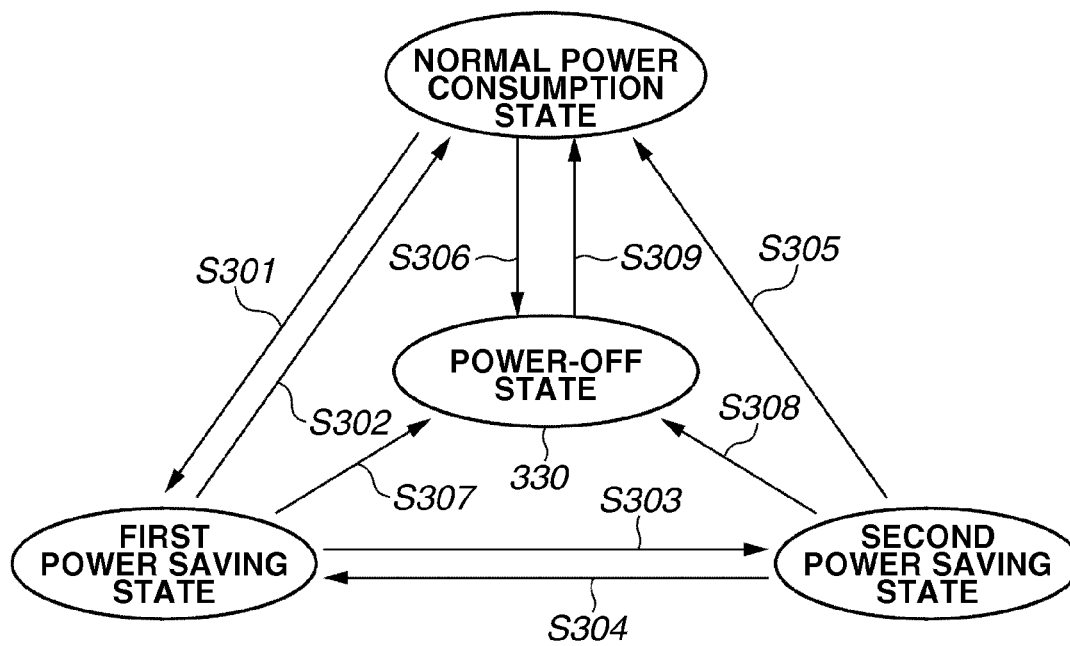 NORMAL POWER
CONSUMPTION
STATE
S306
S309
S305
S301
POWER-OFF
STATE
S302
S308
330
S307
S303
FIRST
POWER SAVING
STATE
SECOND
POWER SAVING
STATE
S304